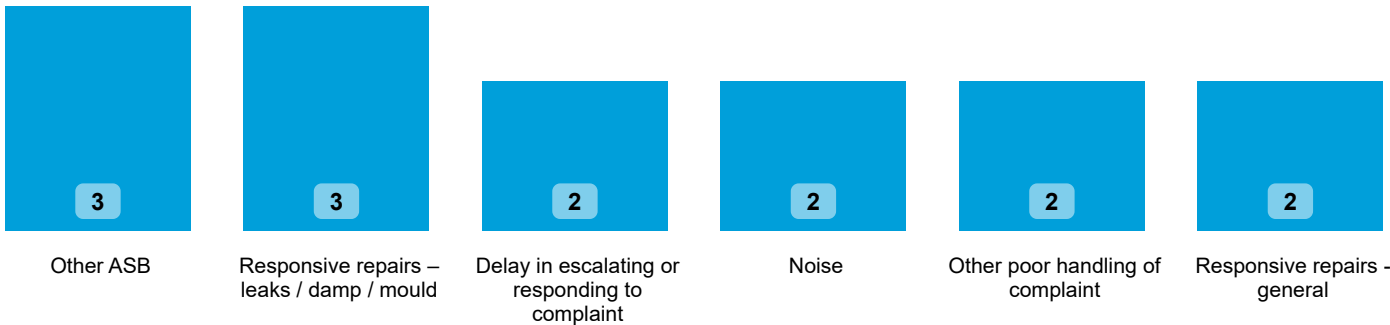 3
3
2
2
2
2
Other ASB
Responsive repairs –
leaks / damp / mould
Delay in escalating or
responding to
complaint
Noise
Other poor handling of
complaint
Responsive repairs -
general